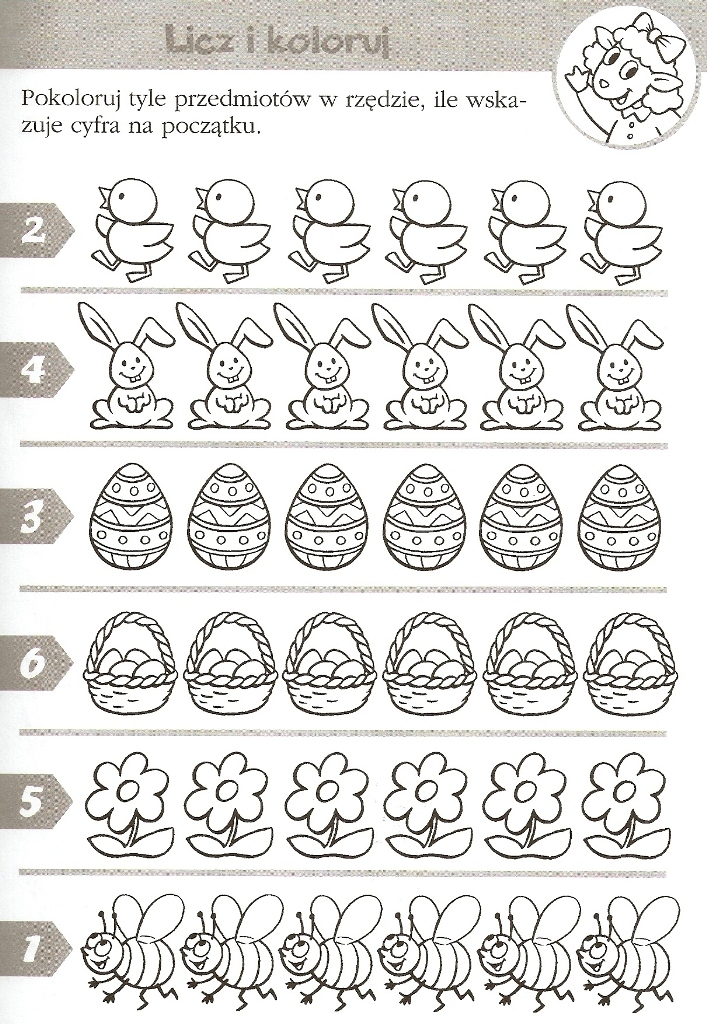 Licz i koloruj
Pokoloruj tyle przedmiotów w rzędzie, ile wska-
zuje cyfra na początku.
2
4
3
6
5
1